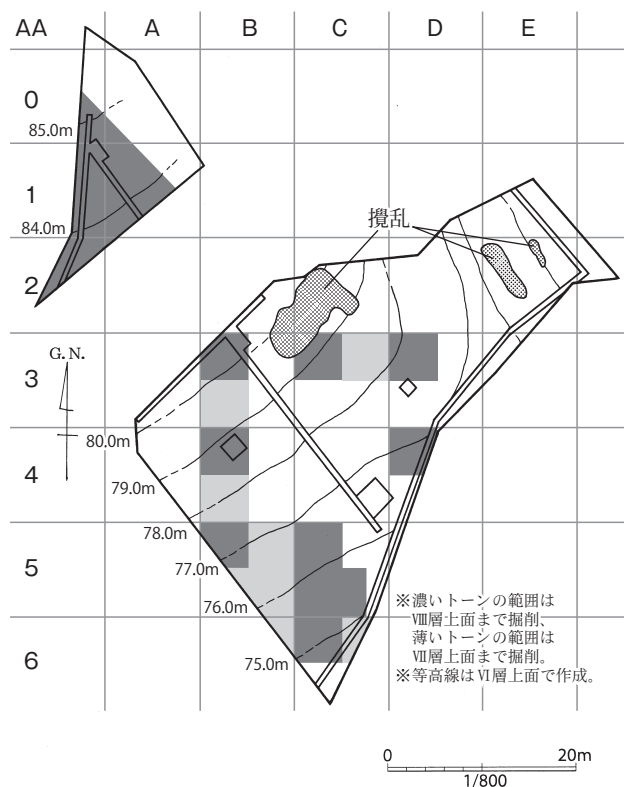 AA A B C D E
0
85.0m
1
84.0m
攪乱
2
G.N.
3
80.0m
4
79.0m
78.0m
77.0m
5
76.0m
※濃いトーンの範囲は
Ⅷ層上面まで掘削、
薄いトーンの範囲は
Ⅶ層上面まで掘削。
※等高線はⅥ層上面で作成。
75.0m
6
0 20m
1/800